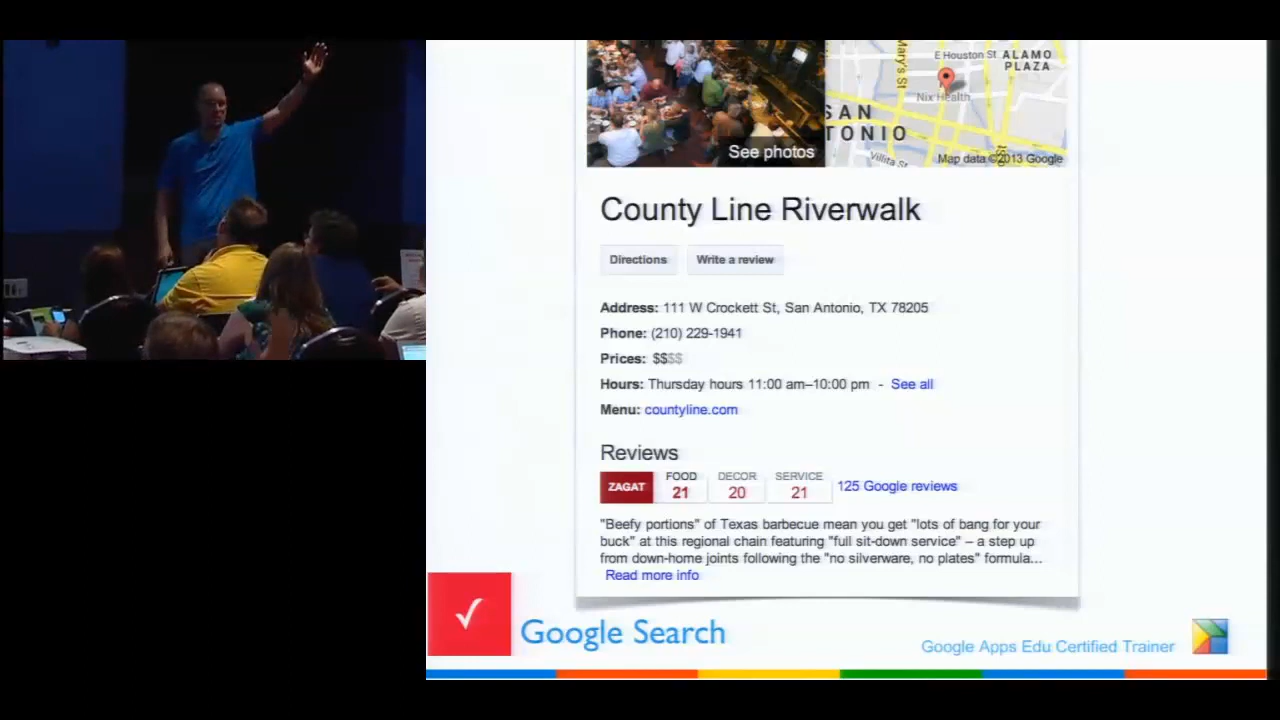 E Houston St
ALAMO
PLAZA
Mary's St
Nix Health
SAN
TONIO
Villita St
See photos
Map data ©2013 Google
County Line Riverwalk
Directions
Write a review
Address: 111 W Crockett St, San Antonio, TX 78205
Phone: (210) 229-1941
Prices: $$$$
Hours: Thursday hours 11:00 am–10:00 pm - See all
Menu: countyline.com
Reviews
ZAGAT
FOOD
21
DECOR
20
SERVICE
21
125 Google reviews
"Beefy portions" of Texas barbecue mean you get "lots of bang for your
buck" at this regional chain featuring "full sit-down service" – a step up
from down-home joints following the "no silverware, no plates" formula...
Read more info
Google Search
Google Apps Edu Certified Trainer